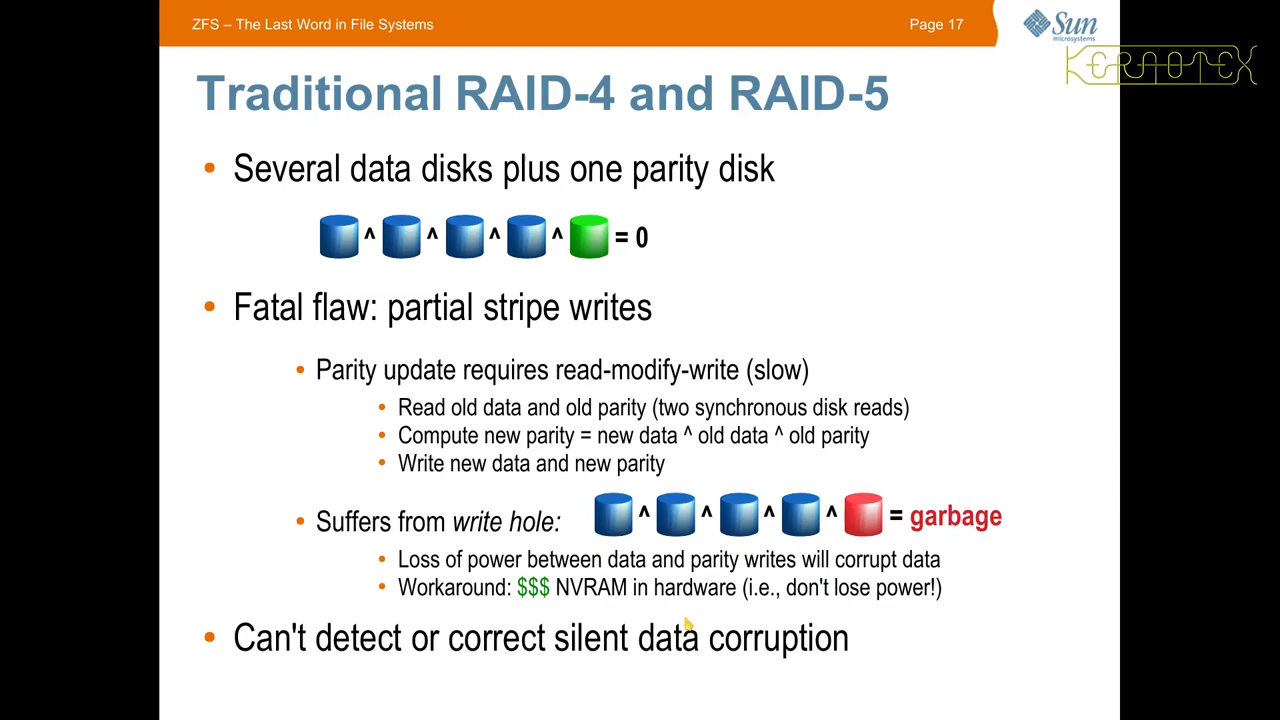 ZFS – The Last Word in File Systems
Page 17
Sun
microsystems
KERNOTEX
Traditional RAID-4 and RAID-5
• Several data disks plus one parity disk
^ ^ ^ ^ = 0
• Fatal flaw: partial stripe writes
• Parity update requires read-modify-write (slow)
• Read old data and old parity (two synchronous disk reads)
• Compute new parity = new data ^ old data ^ old parity
• Write new data and new parity
• Suffers from write hole:
^ ^ ^ ^ = garbage
• Loss of power between data and parity writes will corrupt data
• Workaround: $$$ NVRAM in hardware (i.e., don't lose power!)
• Can't detect or correct silent data corruption